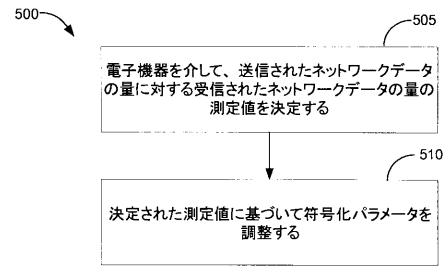 500
505
電子機器を介して、送信されたネットワークデータ
の量に対する受信されたネットワークデータの量の
測定値を決定する
510
決定された測定値に基づいて符号化パラメータを
調整する